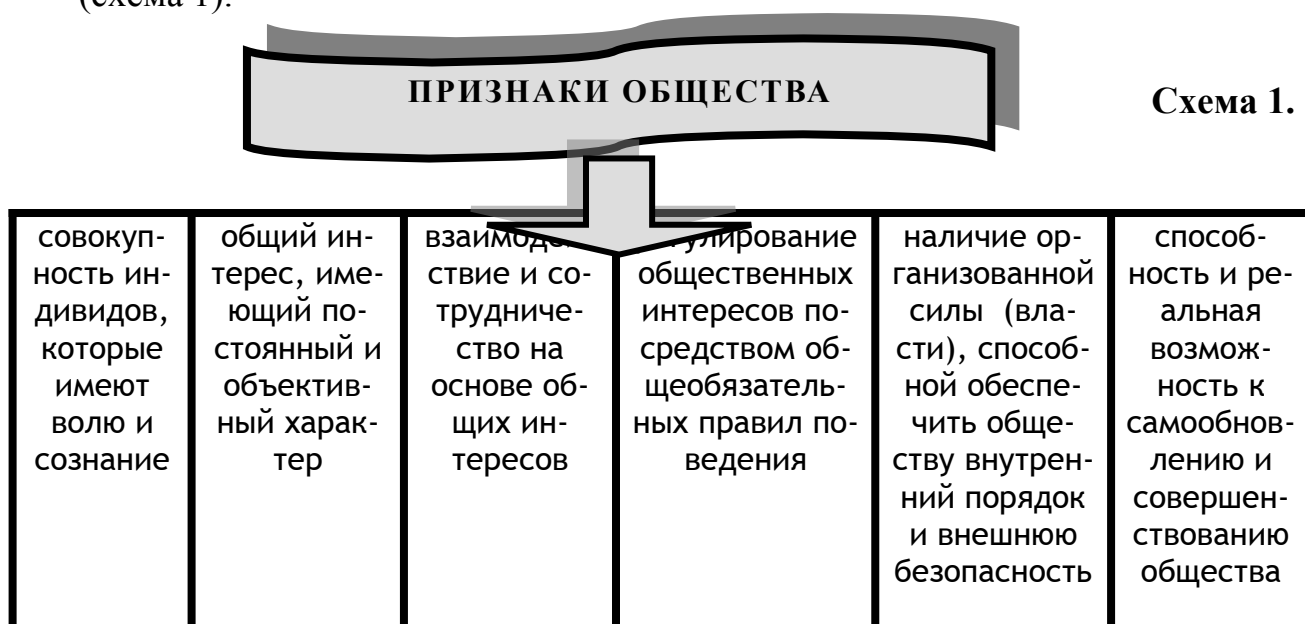 (схема 1).
ПРИЗНАКИ ОБЩЕСТВА
Схема 1.
совокуп-
ность ин-
дивидов,
которые
имеют
волю и
сознание
общий ин-
терес, име-
ющий по-
стоянный и
объектив-
ный харак-
тер
ствие и со-
трудниче-
ство на
основе об-
щих ин-
тересов
общественных
интересов по-
средством об-
щеобязатель-
ных правил по-
ведения
наличие ор-
ганизованной
силы (вла-
сти), способ-
ной обеспе-
чить обще-
ству внутрен-
ний порядок
и внешнюю
безопасность
способ-
ность и ре-
альная
возмож-
ность к
самообнов-
лению и
совершен-
ствованию
общества